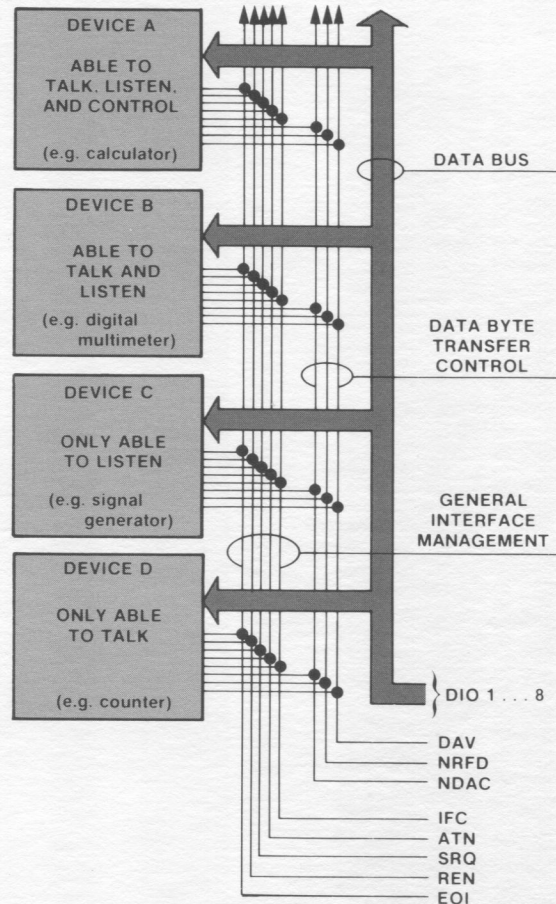 DEVICE A
ABLE TO
TALK, LISTEN,
AND CONTROL
(e.g. calculator)
DATA BUS
DEVICE B
ABLE TO
TALK AND
LISTEN
(e.g. digital
multimeter)
DATA BYTE
TRANSFER
CONTROL
DEVICE C
ONLY ABLE
TO LISTEN
(e.g. signal
generator)
GENERAL
INTERFACE
MANAGEMENT
DEVICE D
ONLY ABLE
TO TALK
(e.g. counter)
DIO 1 . . . 8
DAV
NRFD
NDAC
IFC
ATN
SRQ
REN
EOI